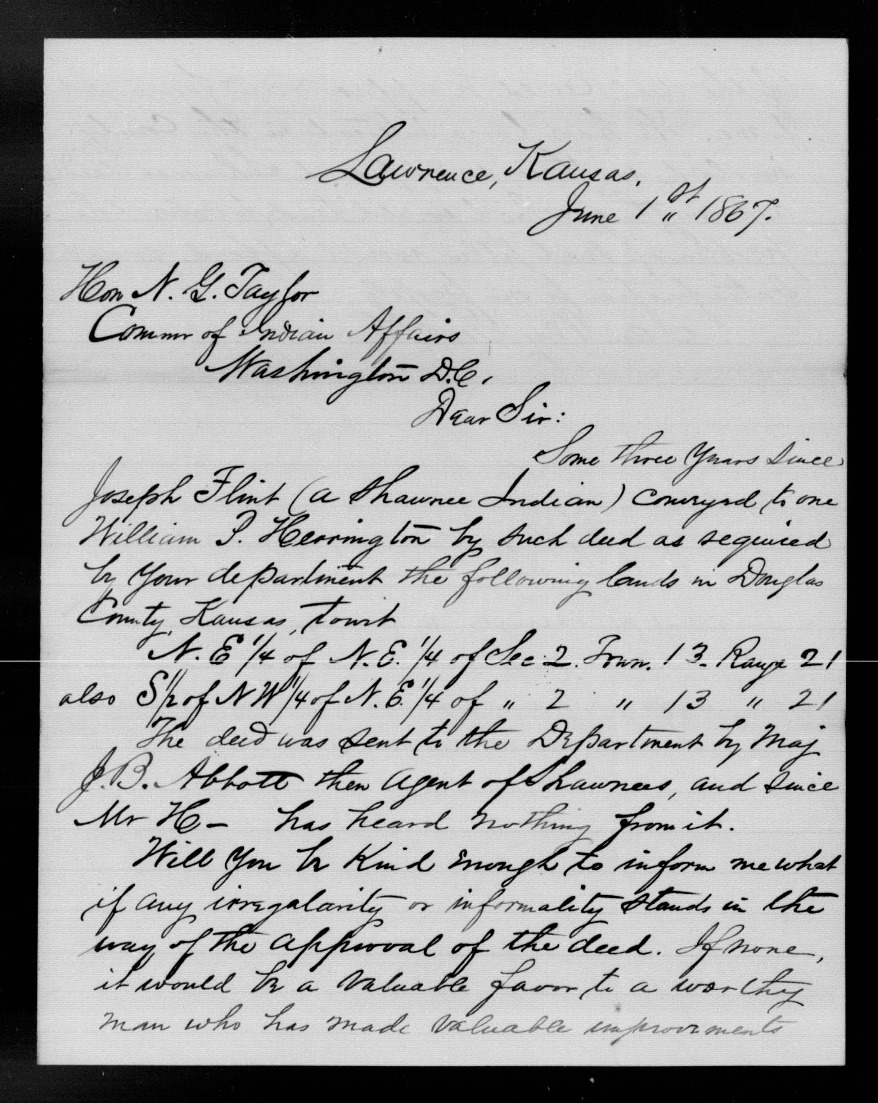 Lawrence, Kansas.
June 1st 1867.
Hon N. G. Taylor
Commr of Indian Affairs
Washington D.C.
Dear Sir:
Some three years since
Joseph Flint (a Shawnee Indian) conveyed to one
William P. Herrington by such deed as required
by your department the following lands in Douglas
County, Kansas, towit
N.E 1/4 of N.E. 1/4 of Sec 2. Town. 13. Range 21
also S 1/2 of NW 1/4 of N.E 1/4 of " 2 " 13 " 21
The deed was sent to the Department by Maj
J.B. Abbott then agent of Shawnees, and since
Mr H— has heard nothing from it.
Will you be kind enough to inform me what
if any irregularity or informality stands in the
way of the approval of the deed. If none,
it would be a valuable favor to a worthy
man who has made valuable improvements